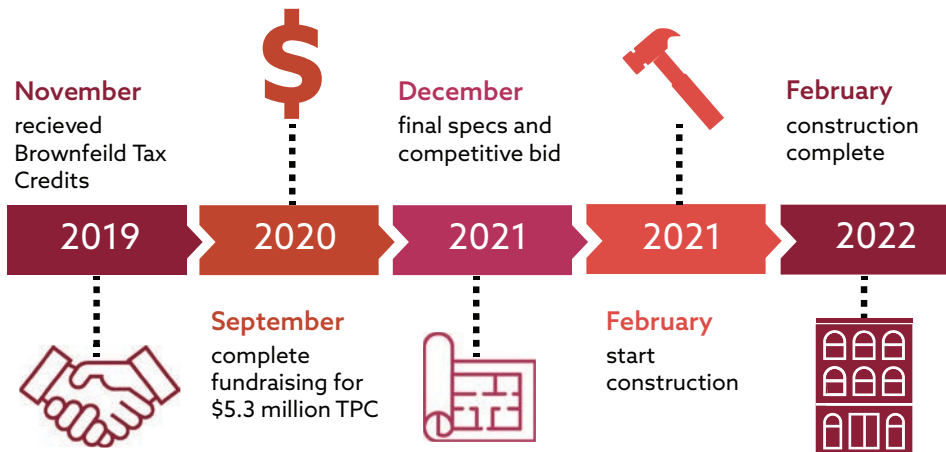 November
recieved
Brownfeild Tax
Credits
2019
$
2020
September
complete
fundraising for
$5.3 million TPC
December
final specs and
competitive bid
2021
2021
February
start
construction
February
construction
complete
2022